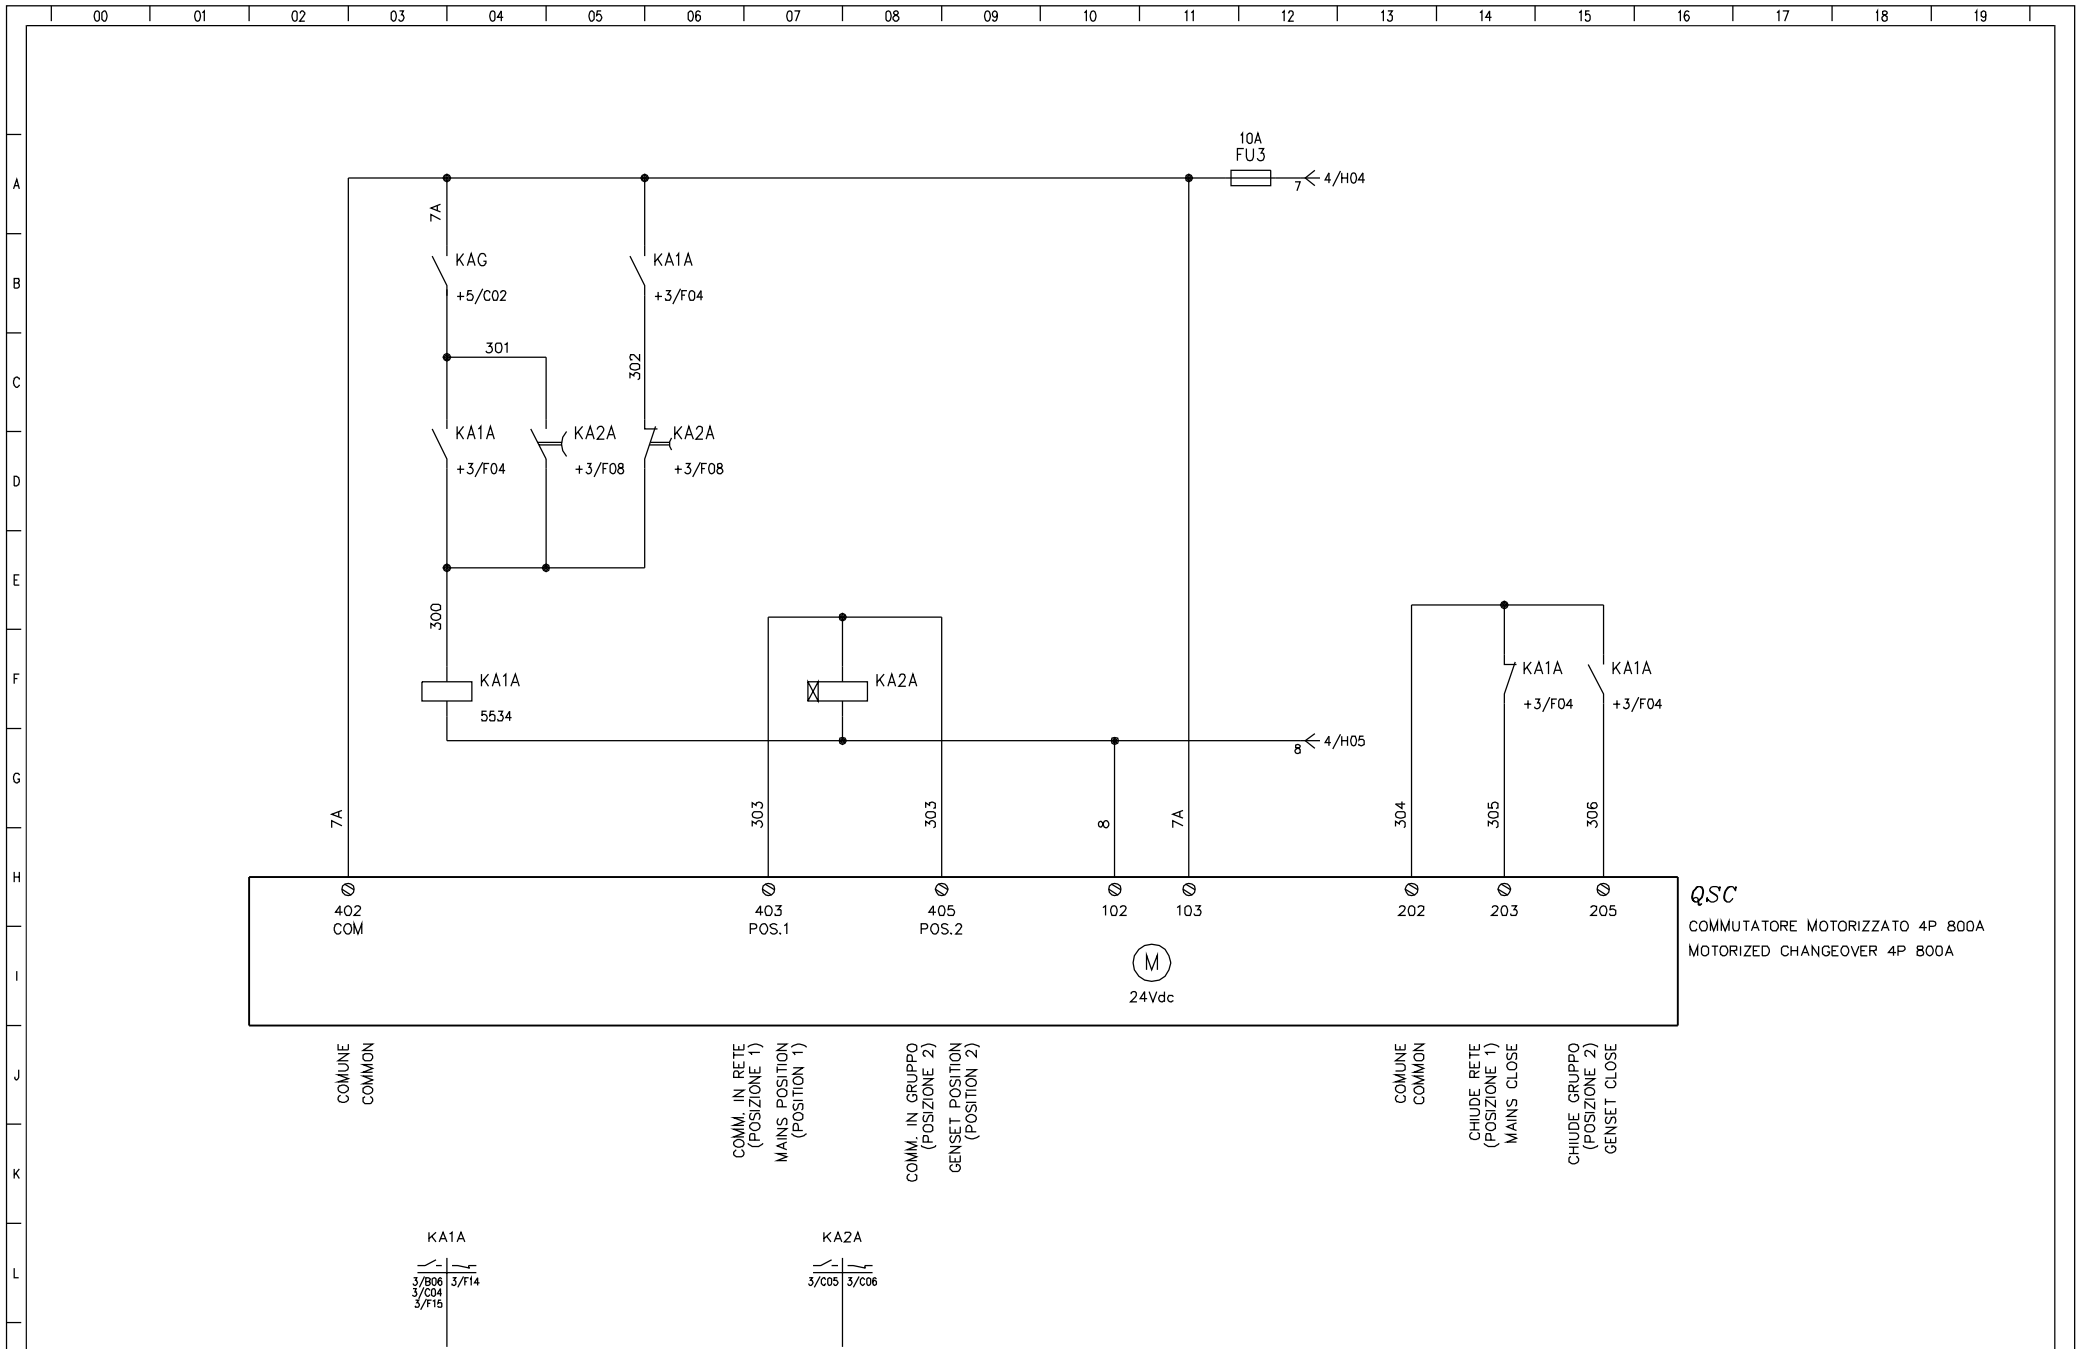 00 01 02 03 04 05 06 07 08 09 10 11 12 13 14 15 16 17 18 19
10A
FU3
A
7
4/H04
7A
B
KAG
+5/C02
KA1A
+3/F04
301
302
C
KA1A
+3/F04
KA2A
+3/F08
KA2A
+3/F08
D
E
300
F
KA1A
5534
KA2A
KA1A
+3/F04
KA1A
+3/F04
8
4/H05
G
7A
303
303
8
7A
304
305
306
H
402
COM
403
POS.1
405
POS.2
102
103
202
203
205
QSC
COMMUTATORE MOTORIZZATO 4P 800A
MOTORIZED CHANGEOVER 4P 800A
I
M
24Vdc
J
COMUNE
COMMON
COMM. IN RETE
(POSIZIONE 1)
MAINS POSITION
(POSITION 1)
COMM. IN GRUPPO
(POSIZIONE 2)
GENSET POSITION
(POSITION 2)
COMUNE
COMMON
CHIUDE RETE
(POSIZIONE 1)
MAINS CLOSE
CHIUDE GRUPPO
(POSIZIONE 2)
GENSET CLOSE
K
L
KA1A
3/B06 3/F14
3/C04
3/F15
KA2A
3/C05 3/C06